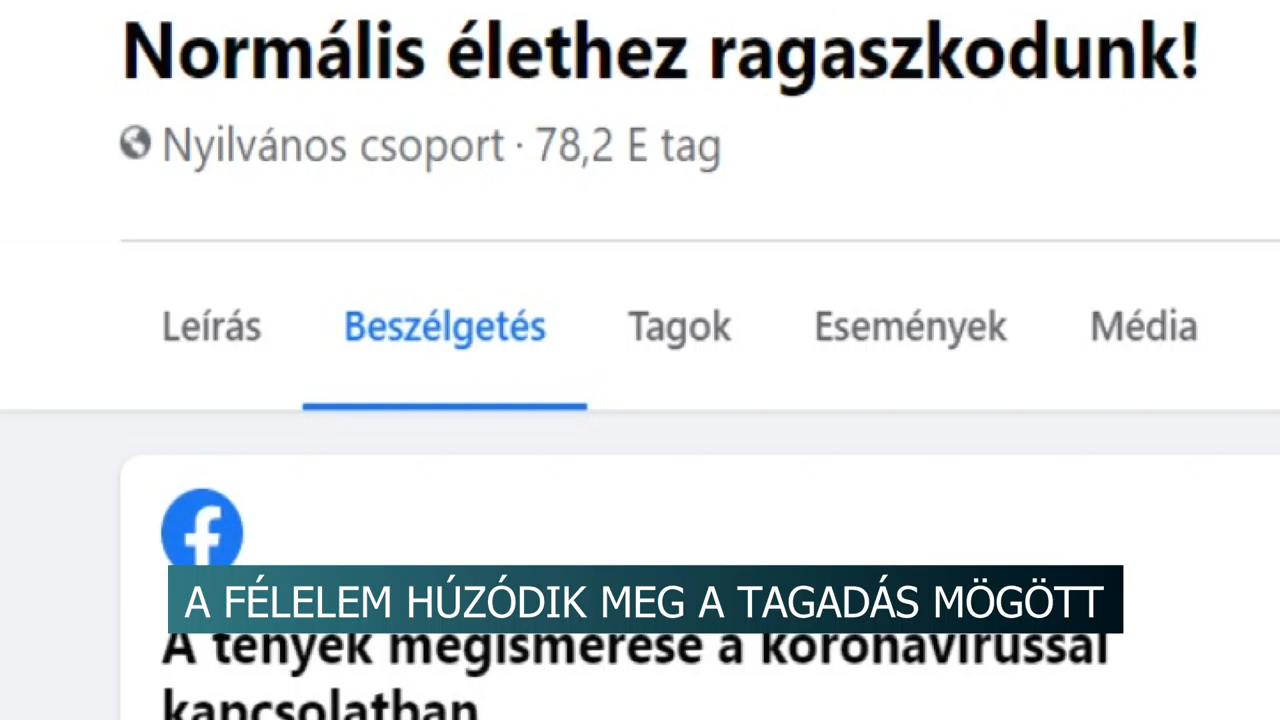 Normális élethez ragaszkodunk!
Nyilvános csoport · 78,2 E tag
Leírás Beszélgetés Tagok Események Média
A FÉLELEM HÚZÓDIK MEG A TAGADÁS MÖGÖTT
A tények megismerése a koronavírussal
kapcsolatban